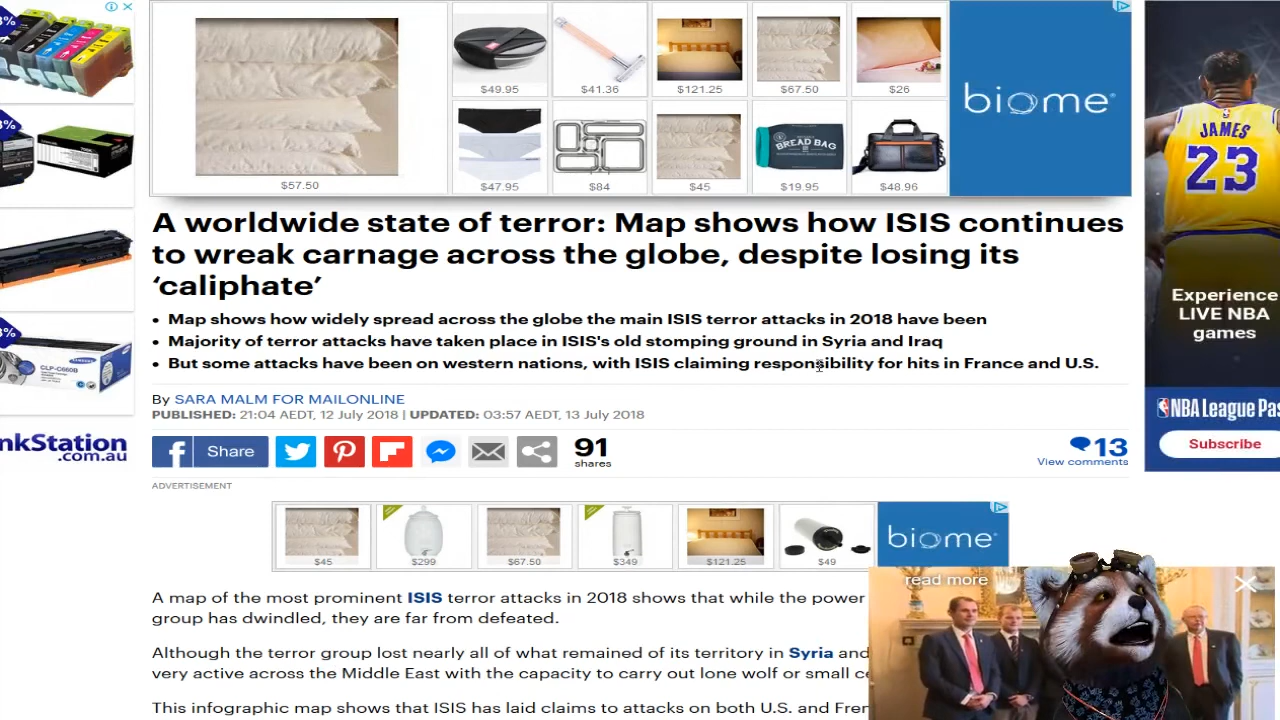 $57.50
$49.95
$41.36
$121.25
$67.50
$26
$47.95
$84
$45
BREAD BAG
$19.95
$48.96
biome
JAMES
23
A worldwide state of terror: Map shows how ISIS continues
to wreak carnage across the globe, despite losing its
‘caliphate’
• Map shows how widely spread across the globe the main ISIS terror attacks in 2018 have been
• Majority of terror attacks have taken place in ISIS's old stomping ground in Syria and Iraq
• But some attacks have been on western nations, with ISIS claiming responsibility for hits in France and U.S.
By SARA MALM FOR MAILONLINE
PUBLISHED: 21:04 AEDT, 12 July 2018 | UPDATED: 03:57 AEDT, 13 July 2018
Share
91
shares
13
View comments
Experience
LIVE NBA
games
NBA League Pas
Subscribe
3%
3%
3%
SAMSUNG
CLP-C660B
nkStation
.com.au
ADVERTISEMENT
$45
$299
$67.50
$349
$121.25
$49
biome
read more
A map of the most prominent ISIS terror attacks in 2018 shows that while the power
group has dwindled, they are far from defeated.
Although the terror group lost nearly all of what remained of its territory in Syria and
very active across the Middle East with the capacity to carry out lone wolf or small ce
This infographic map shows that ISIS has laid claims to attacks on both U.S. and Fren